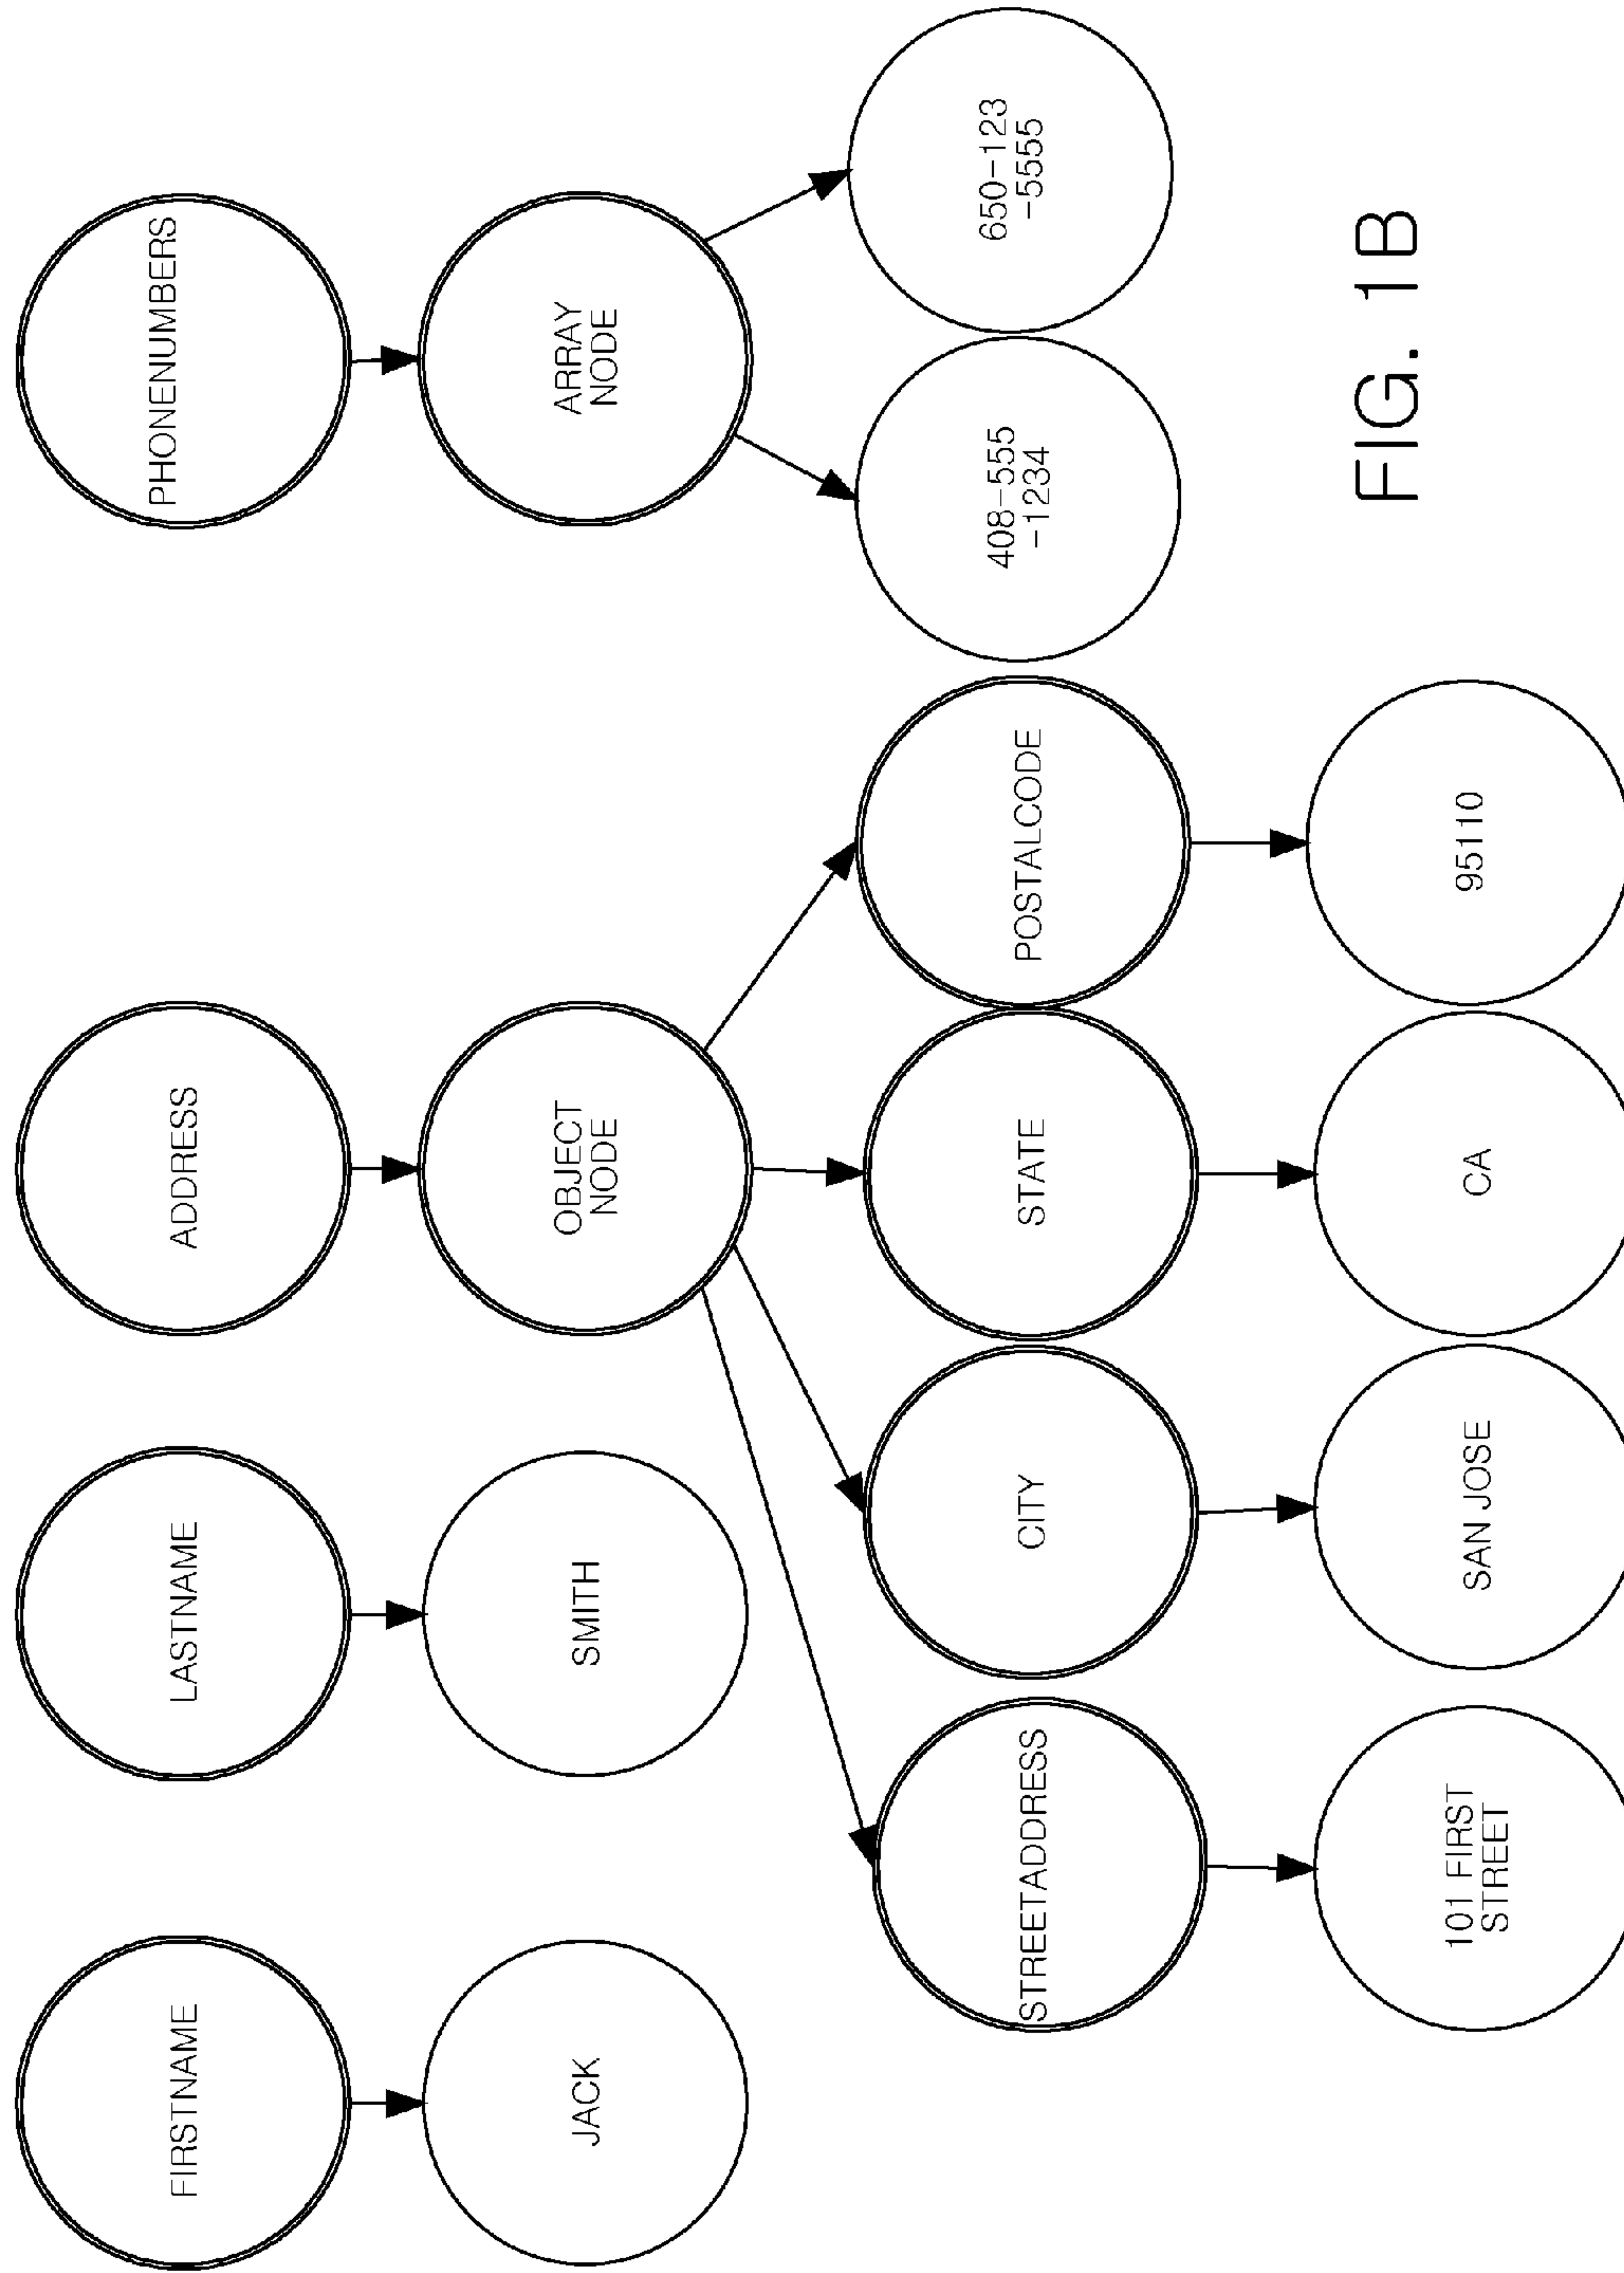 FIRSTNAME
LASTNAME
ADDRESS
PHONENUMBERS
JACK
SMITH
OBJECT
NODE
ARRAY
NODE
STREETADDRESS
CITY
STATE
POSTALCODE
408-555
-1234
650-123
-5555
101 FIRST
STREET
SAN JOSE
CA
95110
FIG. 1B